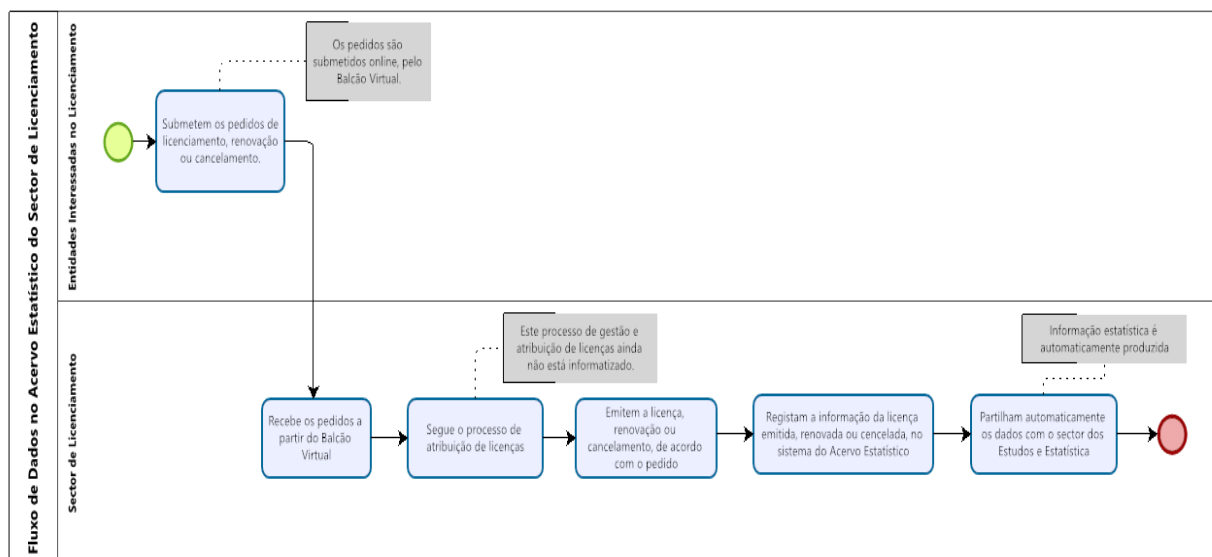 Fluxo de Dados no Acervo Estatístico do Sector de Licenciamento
Entidades Interessadas no Licenciamento
Os pedidos são
submetidos online, pelo
Balcão Virtual.
Submetem os pedidos de
licenciamento, renovação
ou cancelamento.
Sector de Licenciamento
Este processo de gestão e
atribuição de licenças ainda
não está informatizado.
Informação estatística é
automaticamente produzida
Recebe os pedidos a
partir do Balcão
Virtual
Segue o processo de
atribuição de licenças
Emitem a licença,
renovação ou
cancelamento, de acordo
com o pedido
Registam a informação da licença
emitida, renovada ou cencelada, no
sistema do Acervo Estatístico
Partilham automaticamente
os dados com o sector dos
Estudos e Estatística